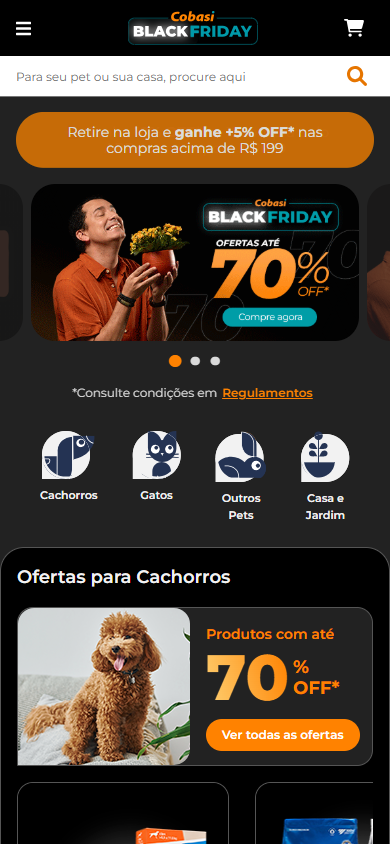 Cobasi
BLACK FRIDAY
Para seu pet ou sua casa, procure aqui
Retire na loja e ganhe +5% OFF* nas
compras acima de R$ 199
Cobasi
BLACK FRIDAY
OFERTAS ATÉ
70% OFF*
Compre agora
*Consulte condições em Regulamentos
Cachorros
Gatos
Outros
Pets
Casa e
Jardim
Ofertas para Cachorros
Produtos com até
70 %
OFF*
Ver todas as ofertas